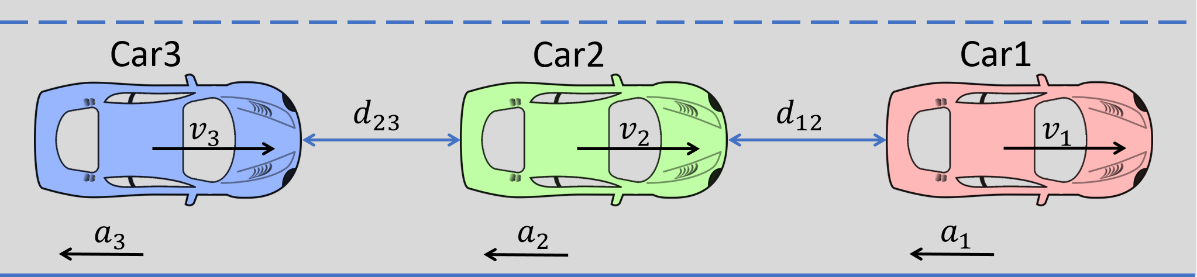 Car3 Car2 Car1
d₂₃ d₁₂
v₃ v₂ v₁
a₃ a₂ a₁